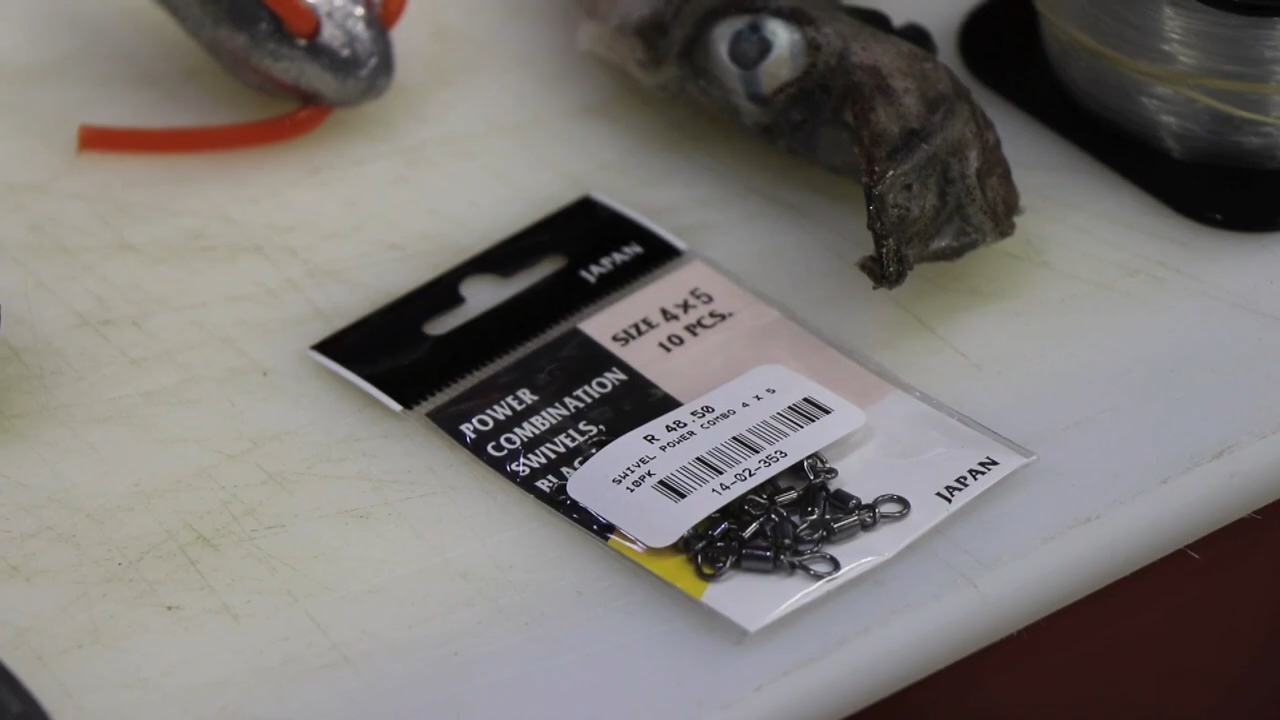 JAPAN
SIZE 4×5
10 PCS.
POWER
COMBINATION
SWIVELS,
R 48.50
SWIVEL POWER COMBO 4 X 5
10PK
14-02-353
JAPAN